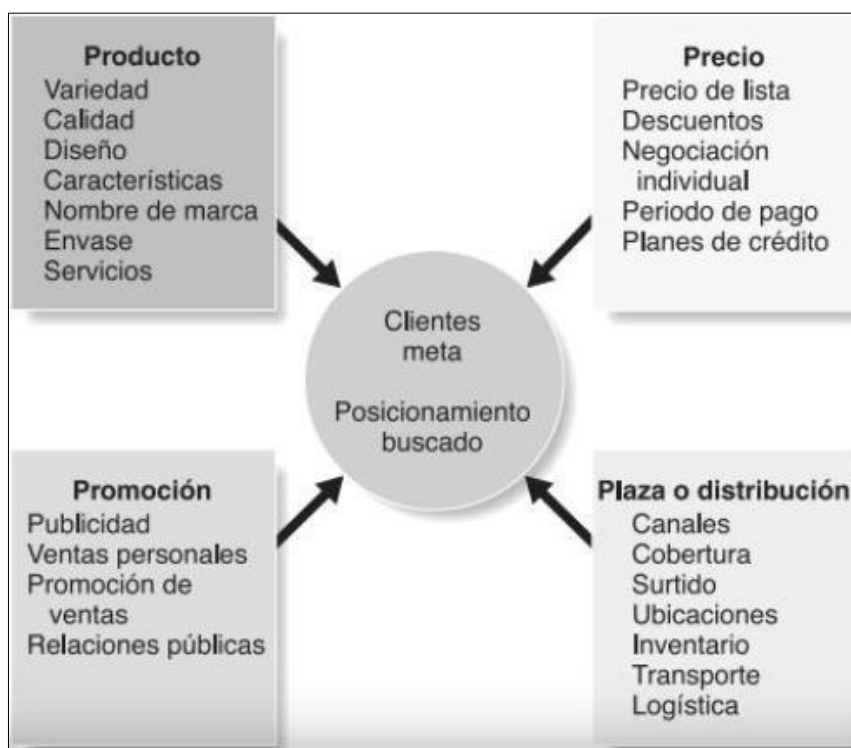 Producto
Variedad
Calidad
Diseño
Características
Nombre de marca
Envase
Servicios
Precio
Precio de lista
Descuentos
Negociación
individual
Periodo de pago
Planes de crédito
Clientes
meta
Posicionamiento
buscado
Promoción
Publicidad
Ventas personales
Promoción de
ventas
Relaciones públicas
Plaza o distribución
Canales
Cobertura
Surtido
Ubicaciones
Inventario
Transporte
Logística